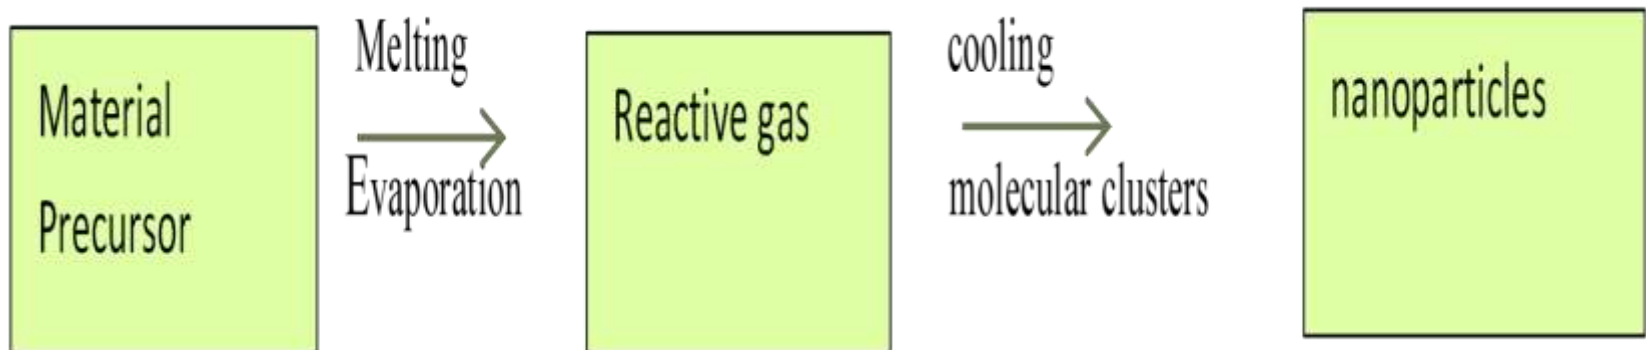 Material
Precursor
Melting
Evaporation
Reactive gas
cooling
molecular clusters
nanoparticles